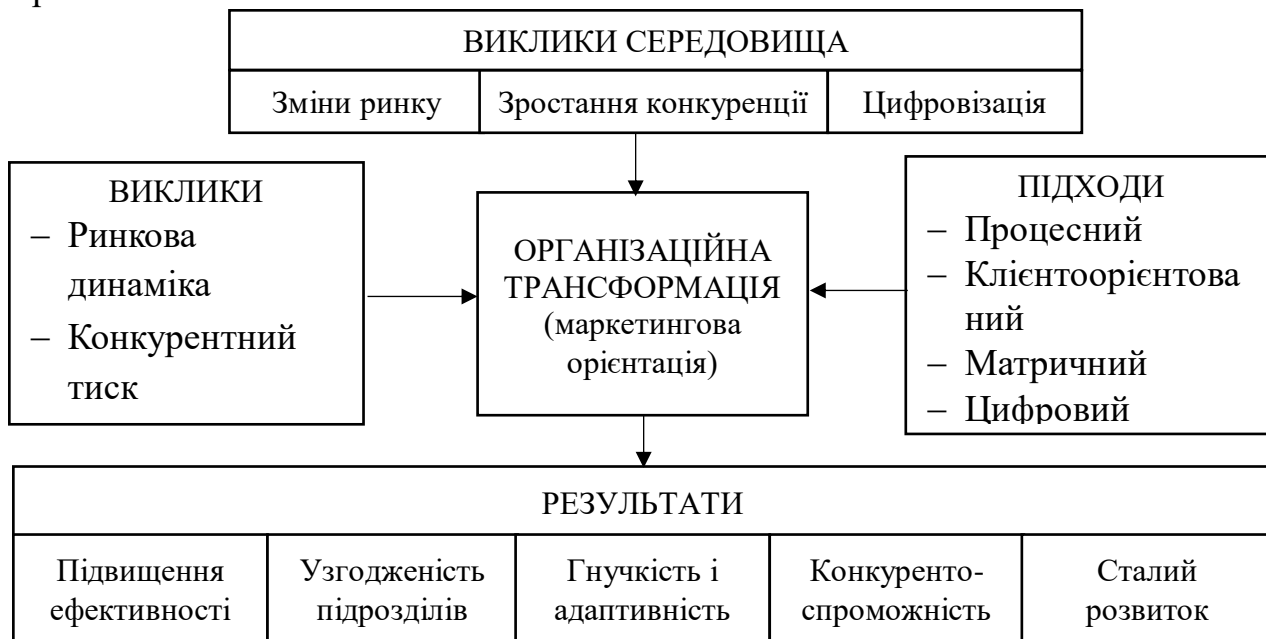 ВИКЛИКИ СЕРЕДОВИЩА
Зміни ринку
Зростання конкуренції
Цифровізація
ВИКЛИКИ
– Ринкова
динаміка
– Конкурентний
тиск
ОРГАНІЗАЦІЙНА
ТРАНСФОРМАЦІЯ
(маркетингова
орієнтація)
ПІДХОДИ
– Процесний
– Клієнтоорієнтова
ний
– Матричний
– Цифровий
РЕЗУЛЬТАТИ
Підвищення
ефективності
Узгодженість
підрозділів
Гнучкість і
адаптивність
Конкуренто-
спроможність
Сталий
розвиток